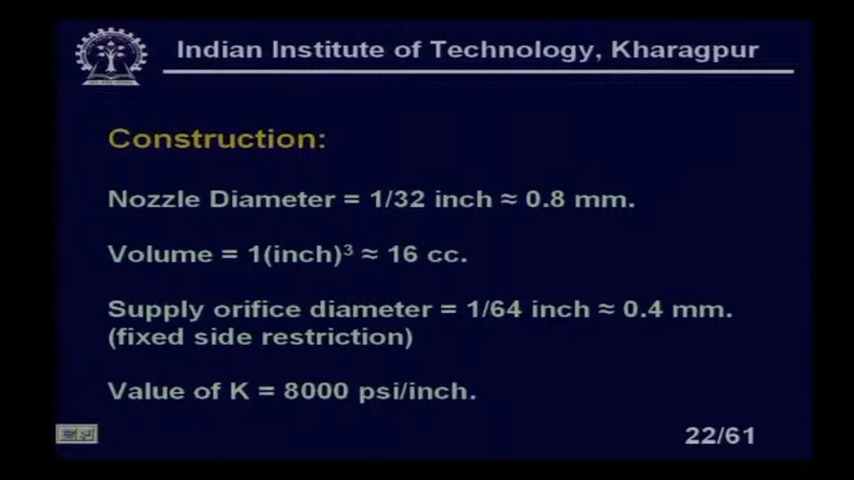 Indian Institute of Technology, Kharagpur
Construction:
Nozzle Diameter = 1/32 inch ≈ 0.8 mm.
Volume = 1(inch)³ ≈ 16 cc.
Supply orifice diameter = 1/64 inch ≈ 0.4 mm.
(fixed side restriction)
Value of K = 8000 psi/inch.
22/61